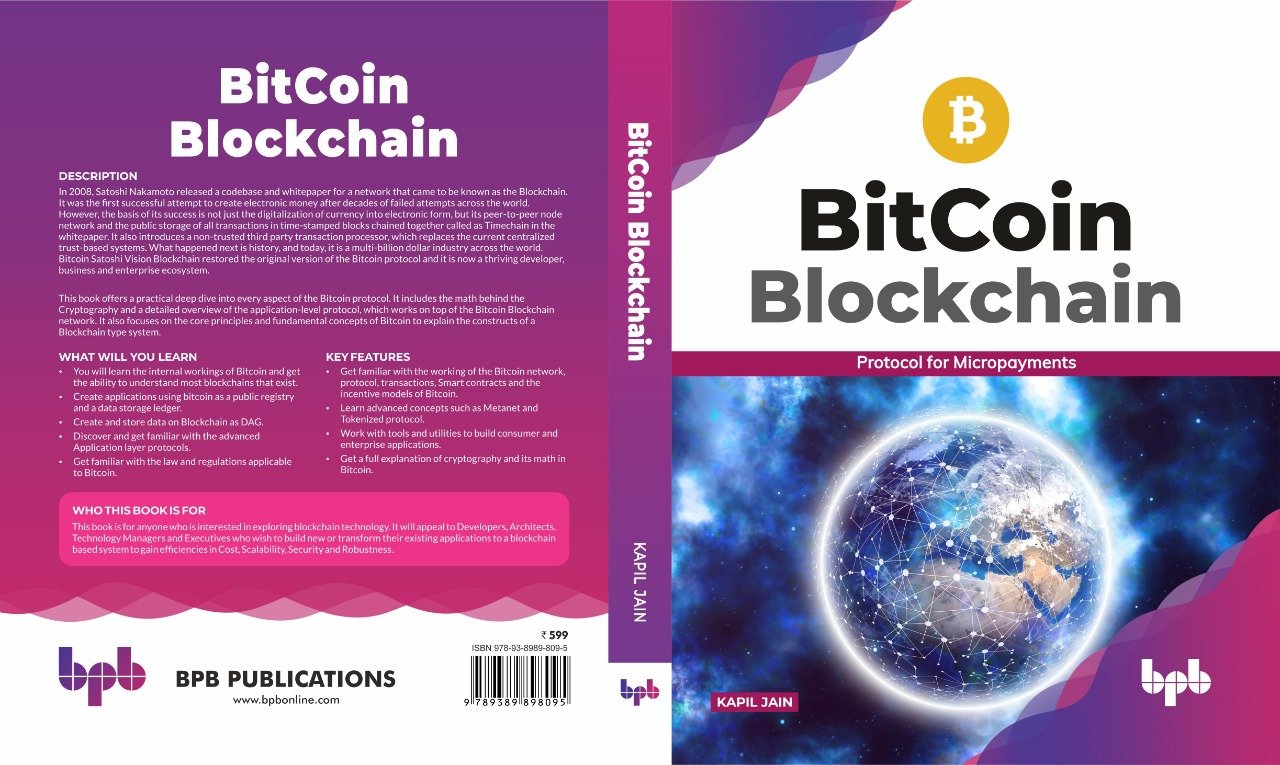 BitCoin
Blockchain
DESCRIPTION
In 2008, Satoshi Nakamoto released a codebase and whitepaper for a network that came to be known as the Blockchain.
It was the first successful attempt to create electronic money after decades of failed attempts across the world.
However, the basis of its success is not just the digitalization of currency into electronic form, but its peer-to-peer node
network and the public storage of all transactions in time-stamped blocks chained together called as Timechain in the
whitepaper. It also introduces a non-trusted third party transaction processor, which replaces the current centralized
trust-based systems. What happened next is history, and today, it is a multi-billion dollar industry across the world.
Bitcoin Satoshi Vision Blockchain restored the original version of the Bitcoin protocol and it is now a thriving developer,
business and enterprise ecosystem.
This book offers a practical deep dive into every aspect of the Bitcoin protocol. It includes the math behind the
Cryptography and a detailed overview of the application-level protocol, which works on top of the Bitcoin Blockchain
network. It also focuses on the core principles and fundamental concepts of Bitcoin to explain the constructs of a
Blockchain type system.
WHAT WILL YOU LEARN
• You will learn the internal workings of Bitcoin and get
the ability to understand most blockchains that exist.
• Create applications using bitcoin as a public registry
and a data storage ledger.
• Create and store data on Blockchain as DAG.
• Discover and get familiar with the advanced
Application layer protocols.
• Get familiar with the law and regulations applicable
to Bitcoin.
KEY FEATURES
• Get familiar with the working of the Bitcoin network,
protocol, transactions, Smart contracts and the
incentive models of Bitcoin.
• Learn advanced concepts such as Metanet and
Tokenized protocol.
• Work with tools and utilities to build consumer and
enterprise applications.
• Get a full explanation of cryptography and its math in
Bitcoin.
WHO THIS BOOK IS FOR
This book is for anyone who is interested in exploring blockchain technology. It will appeal to Developers, Architects,
Technology Managers and Executives who wish to build new or transform their existing applications to a blockchain
based system to gain efficiencies in Cost, Scalability, Security and Robustness.
bpb
BPB PUBLICATIONS
www.bpbonline.com
₹ 599
ISBN 978-93-8989-809-5
9 789389 898095
BitCoin Blockchain
KAPIL JAIN
bpb
₿
BitCoin
Blockchain
Protocol for Micropayments
KAPIL JAIN
bpb